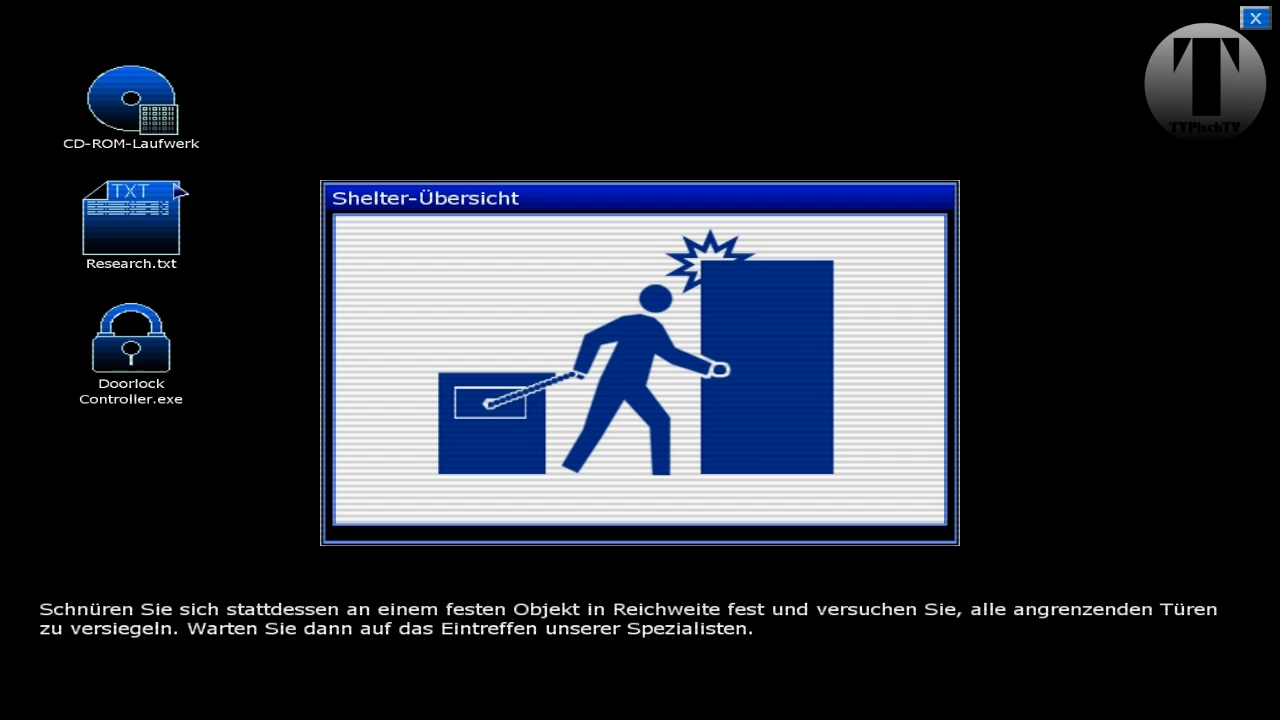 X
T
TYPischTV
CD-ROM-Laufwerk
TXT
Research.txt
Doorlock
Controller.exe
Shelter-Übersicht
Schnüren Sie sich stattdessen an einem festen Objekt in Reichweite fest und versuchen Sie, alle angrenzenden Türen
zu versiegeln. Warten Sie dann auf das Eintreffen unserer Spezialisten.